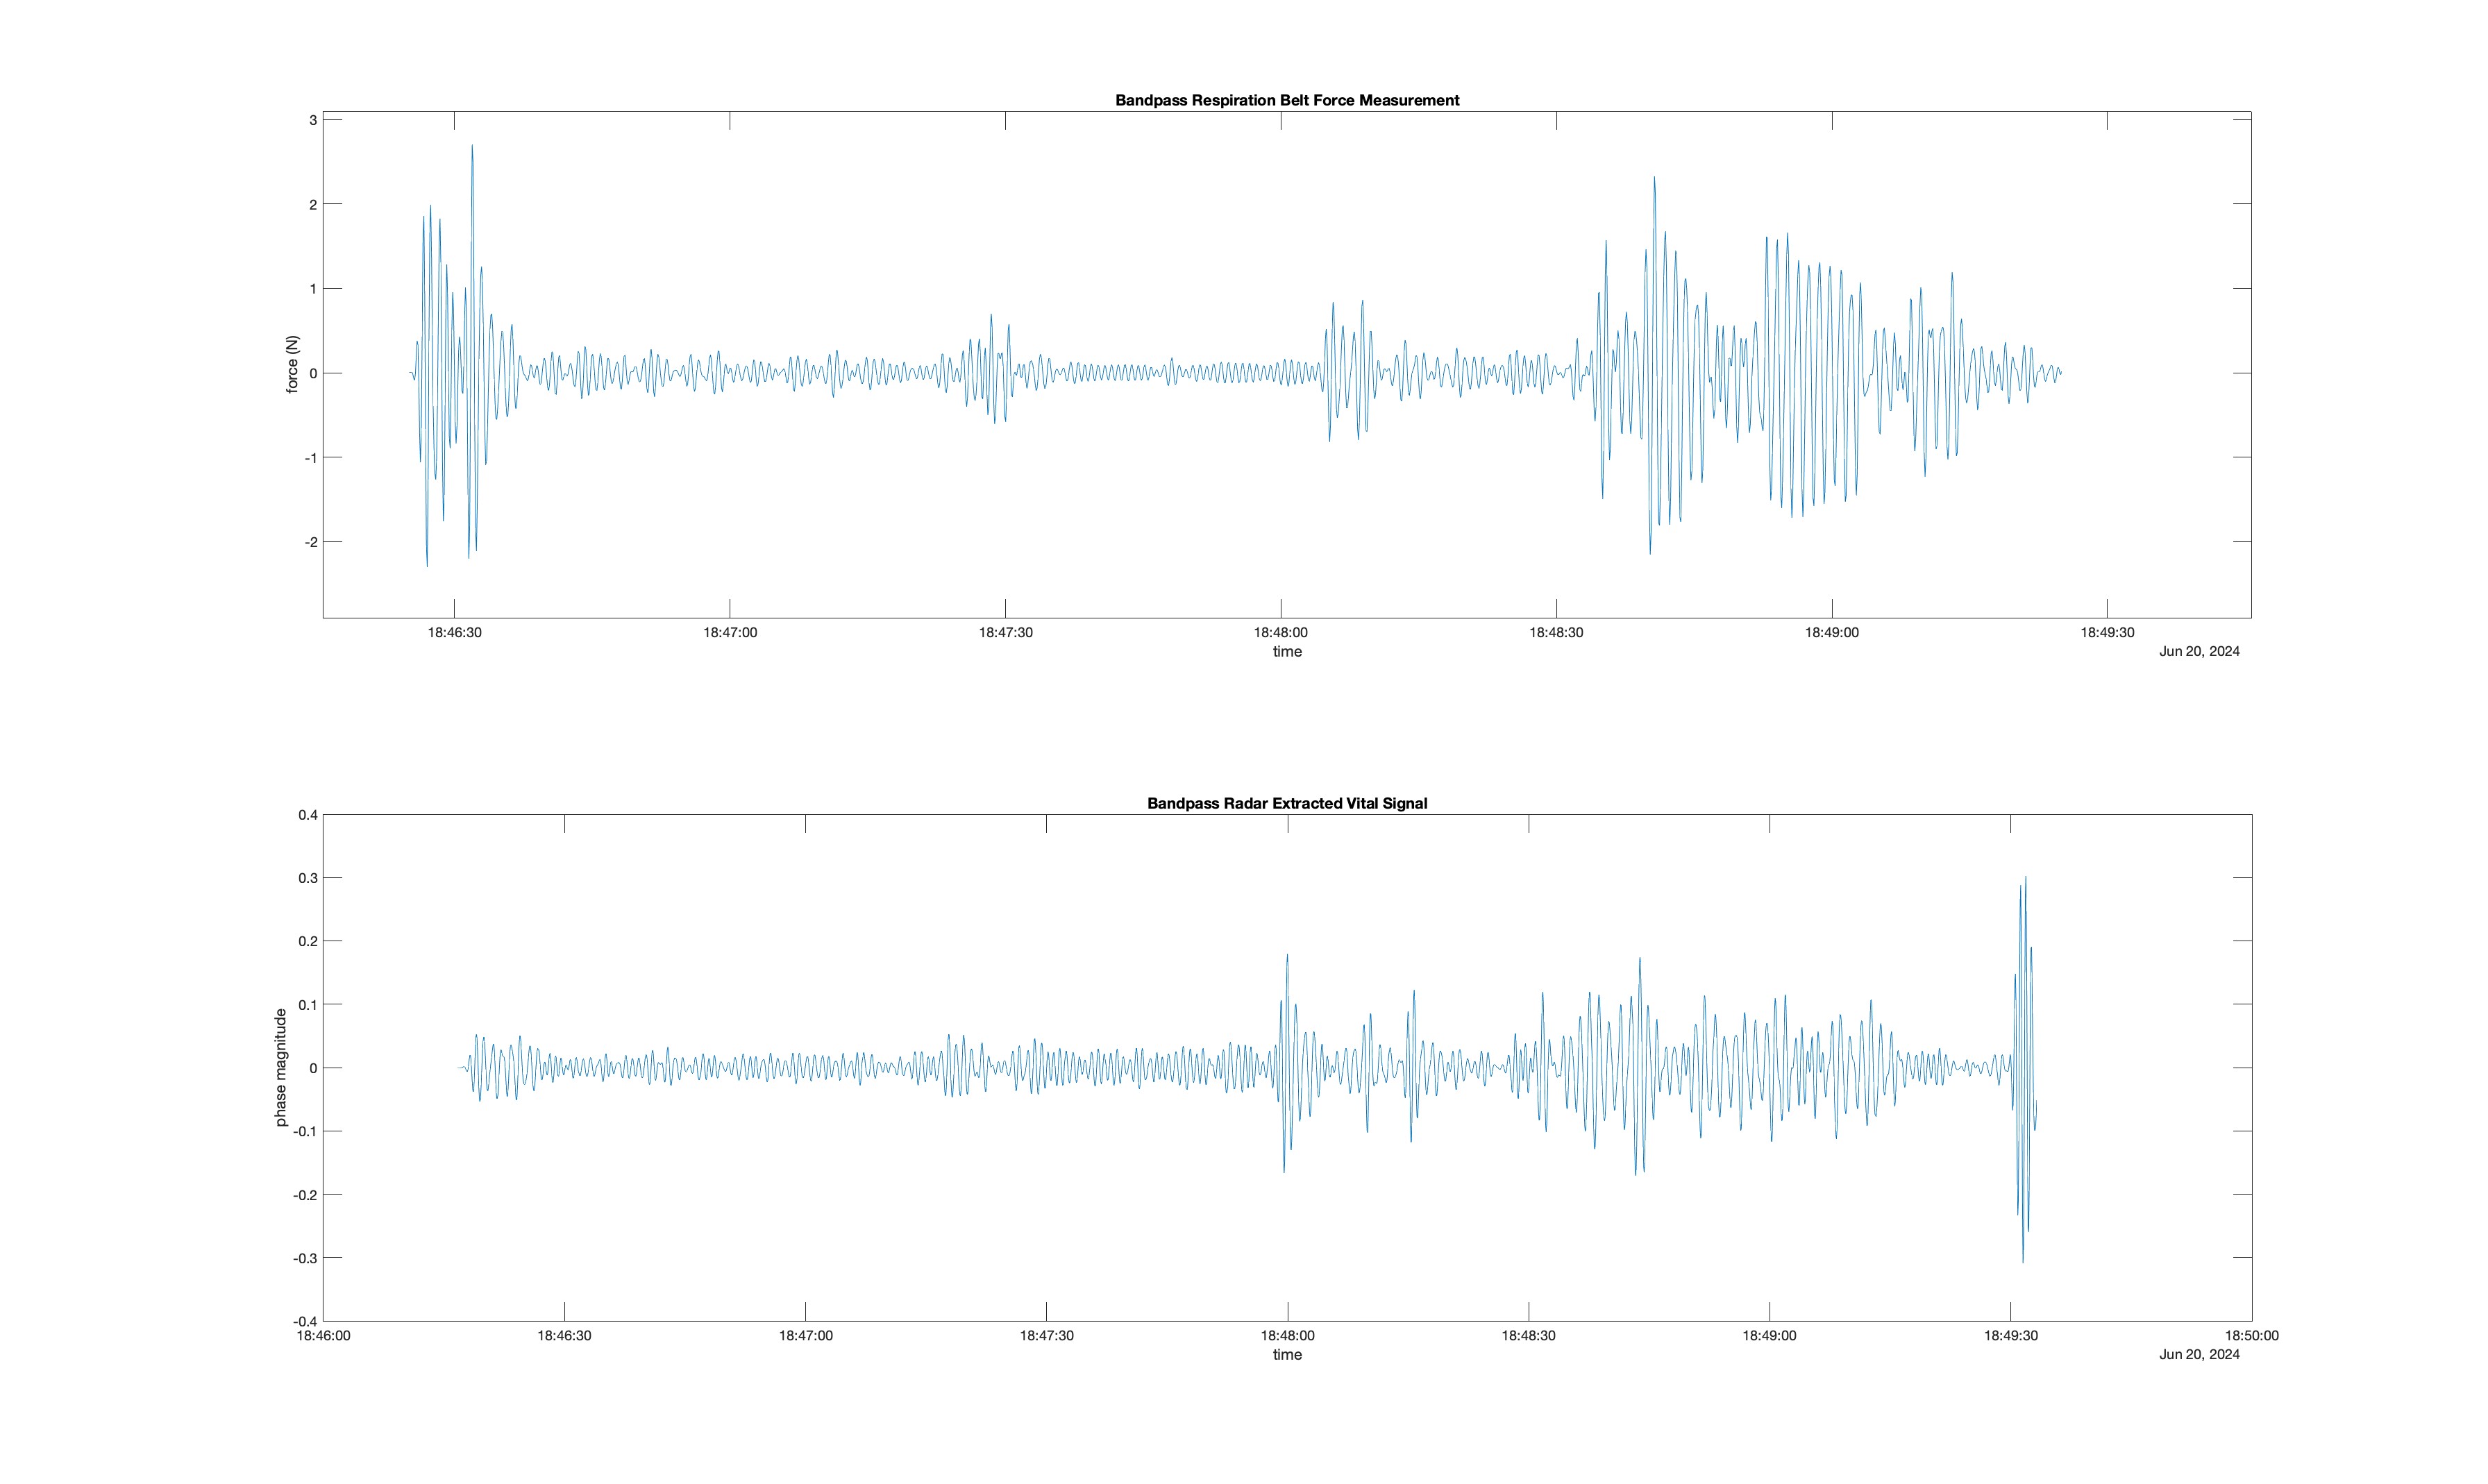 Bandpass Respiration Belt Force Measurement
3
2
1
0
-1
-2
force (N)
18:46:30 18:47:00 18:47:30 18:48:00 18:48:30 18:49:00 18:49:30
time
Jun 20, 2024
Bandpass Radar Extracted Vital Signal
0.4
0.3
0.2
0.1
0
-0.1
-0.2
-0.3
-0.4
phase magnitude
18:46:00 18:46:30 18:47:00 18:47:30 18:48:00 18:48:30 18:49:00 18:49:30 18:50:00
time
Jun 20, 2024